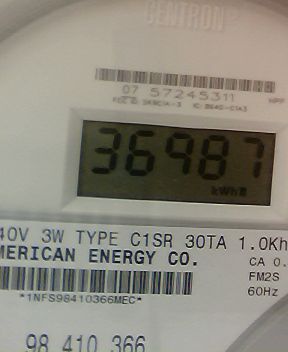 CENTRON
07 57245311
36987
kWh
40V 3W TYPE C1SR 30TA 1.0Kh
MERICAN ENERGY CO.
CA 0.
FM2S
*1NFS98410366MEC*
60Hz
98 410 366